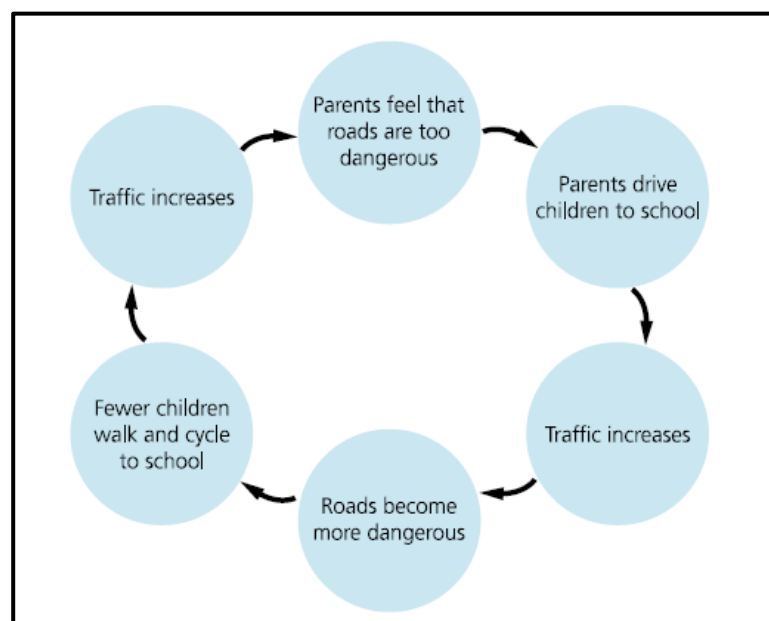 Parents feel that
roads are too
dangerous
Parents drive
children to school
Traffic increases
Roads become
more dangerous
Fewer children
walk and cycle
to school
Traffic increases